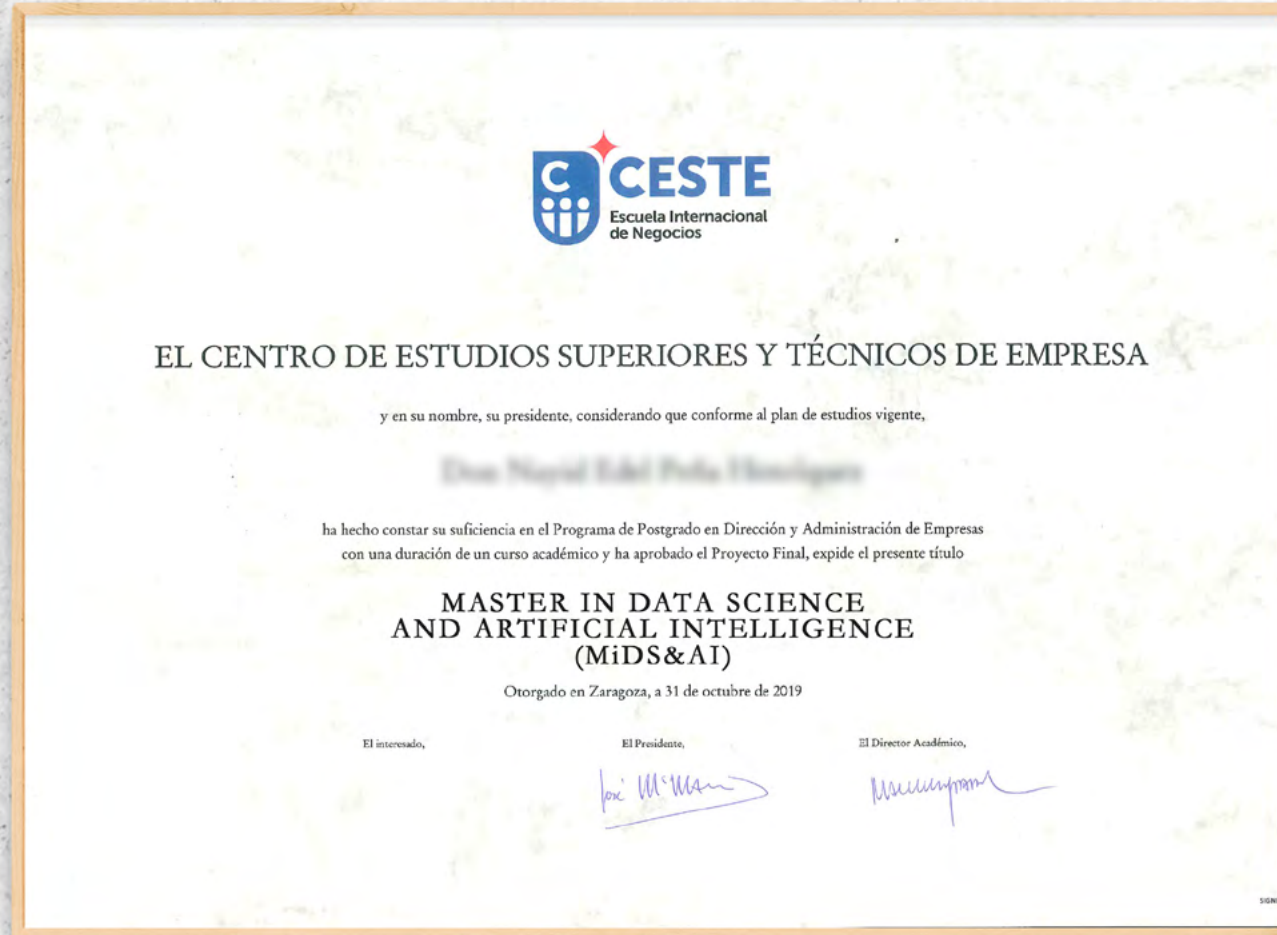 CESTE
Escuela Internacional
de Negocios
EL CENTRO DE ESTUDIOS SUPERIORES Y TÉCNICOS DE EMPRESA
y en su nombre, su presidente, considerando que conforme al plan de estudios vigente,
ha hecho constar su suficiencia en el Programa de Postgrado en Dirección y Administración de Empresas
con una duración de un curso académico y ha aprobado el Proyecto Final, expide el presente título
MASTER IN DATA SCIENCE
AND ARTIFICIAL INTELLIGENCE
(MiDS&AI)
Otorgado en Zaragoza, a 31 de octubre de 2019
El interesado,
El Presidente,
El Director Académico,